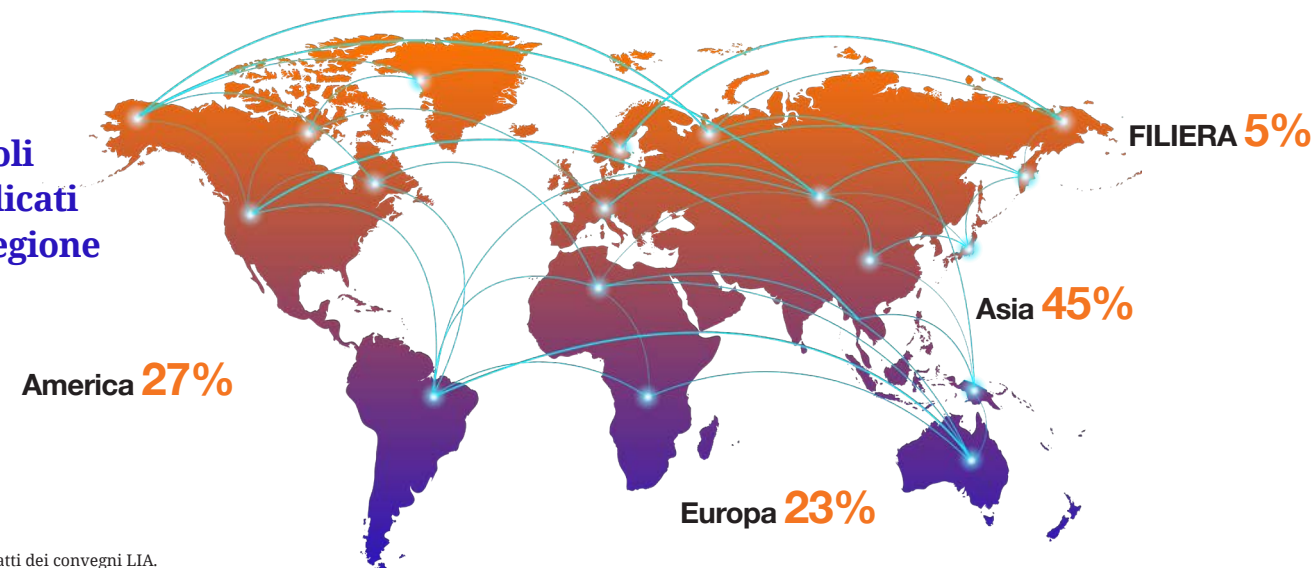 oli
licati
egione
FILIERA 5%
Asia 45%
America 27%
Europa 23%
atti dei convegni LIA.